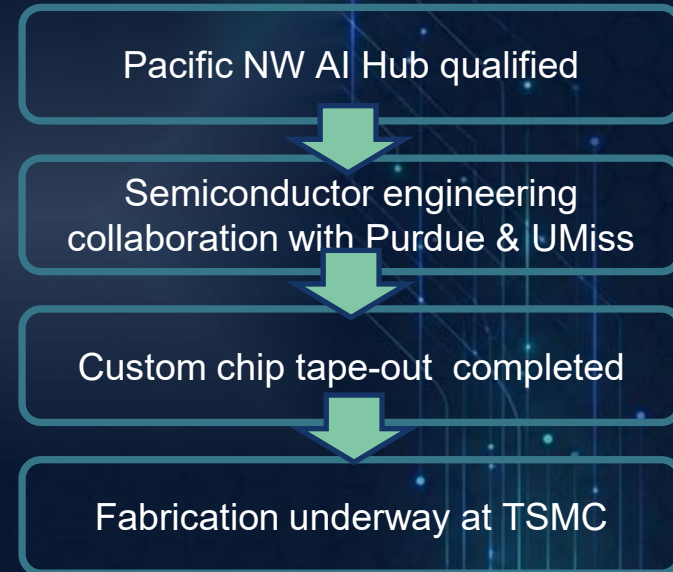 Pacific NW AI Hub qualified
Semiconductor engineering
collaboration with Purdue & UMiss
Custom chip tape-out  completed
Fabrication underway at TSMC